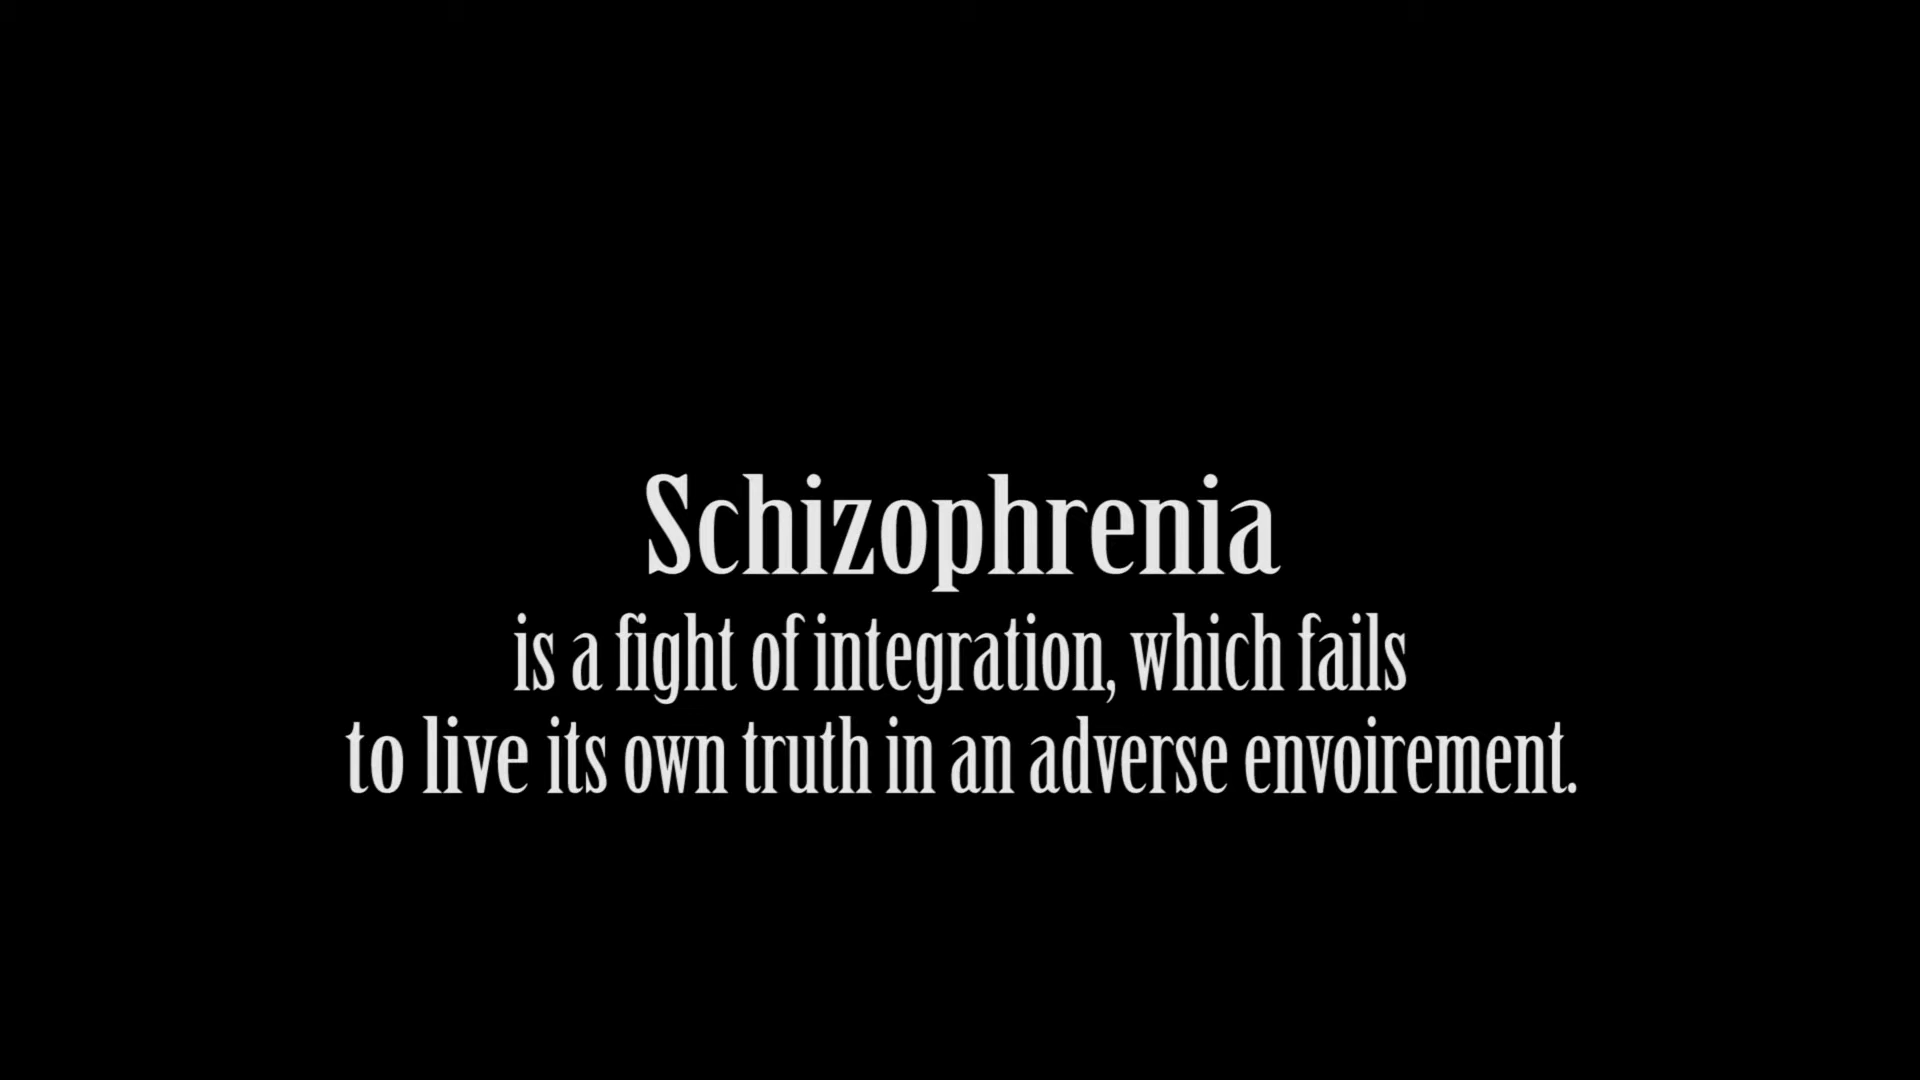 Schizophrenia
is a fight of integration, which fails
to live its own truth in an adverse envoirement.